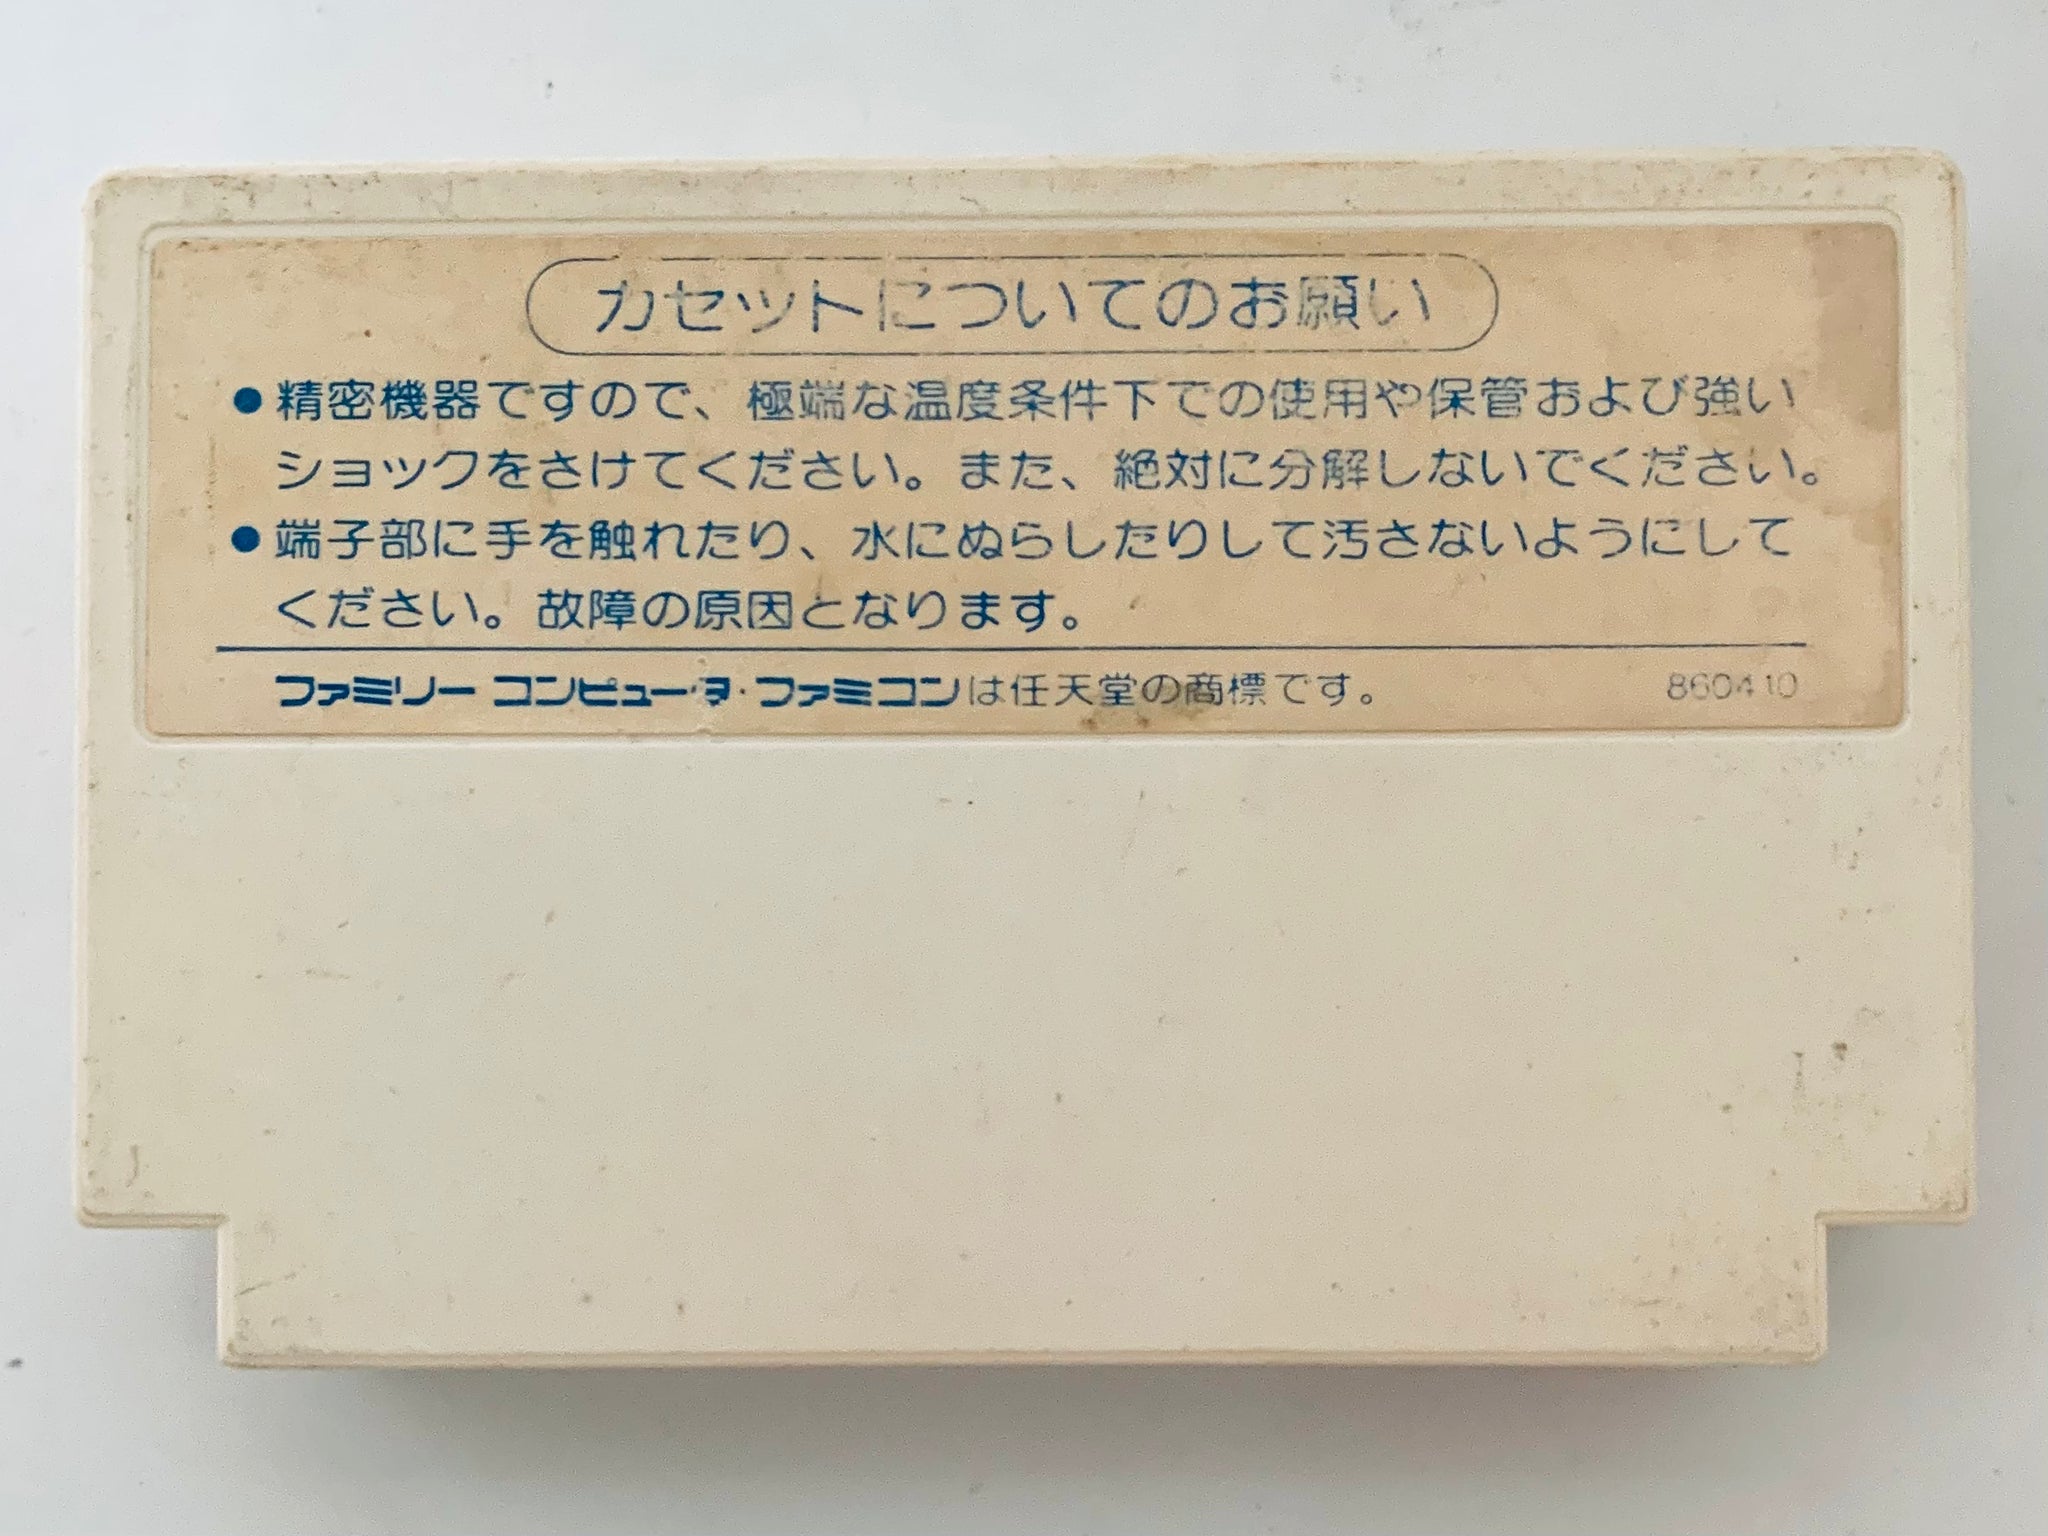 カセットについてのお願い
●精密機器ですので、極端な温度条件下での使用や保管および強い
ショックをさけてください。また、絶対に分解しないでください。
●端子部に手を触れたり、水にぬらしたりして汚さないようにして
ください。故障の原因となります。
ファミリー コンピュータ・ファミコンは任天堂の商標です。 860410